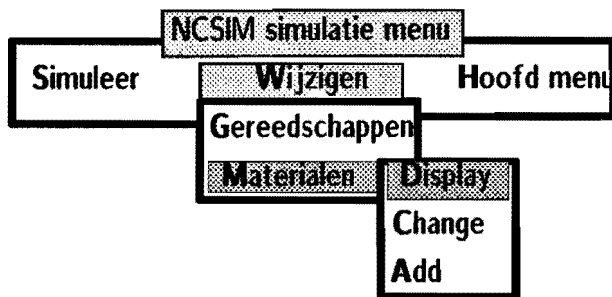 NCSIM simulatie menu
Simuleer Wijzigen Hoofd menu
Gereedschappen
Materialen Display
Change
Add